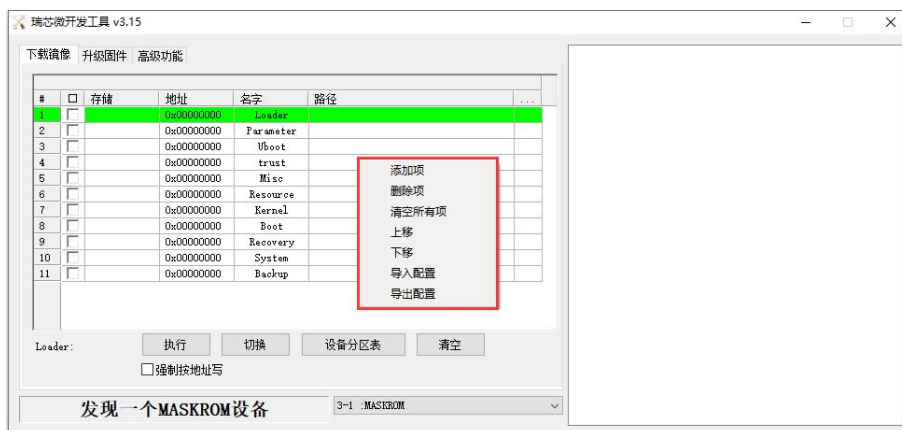 瑞芯微开发工具 v3.15
下载镜像 升级固件 高级功能
# 存储 地址 名字 路径 ...
1 0x00000000 Loader
2 0x00000000 Parameter
3 0x00000000 Uboot
4 0x00000000 trust
5 0x00000000 Misc
6 0x00000000 Resource
7 0x00000000 Kernel
8 0x00000000 Boot
9 0x00000000 Recovery
10 0x00000000 System
11 0x00000000 Backup
添加项
删除项
清空所有项
上移
下移
导入配置
导出配置
Loader: 执行 切换 设备分区表 清空
强制按地址写
发现一个MASKROM设备 3-1 :MASKROM